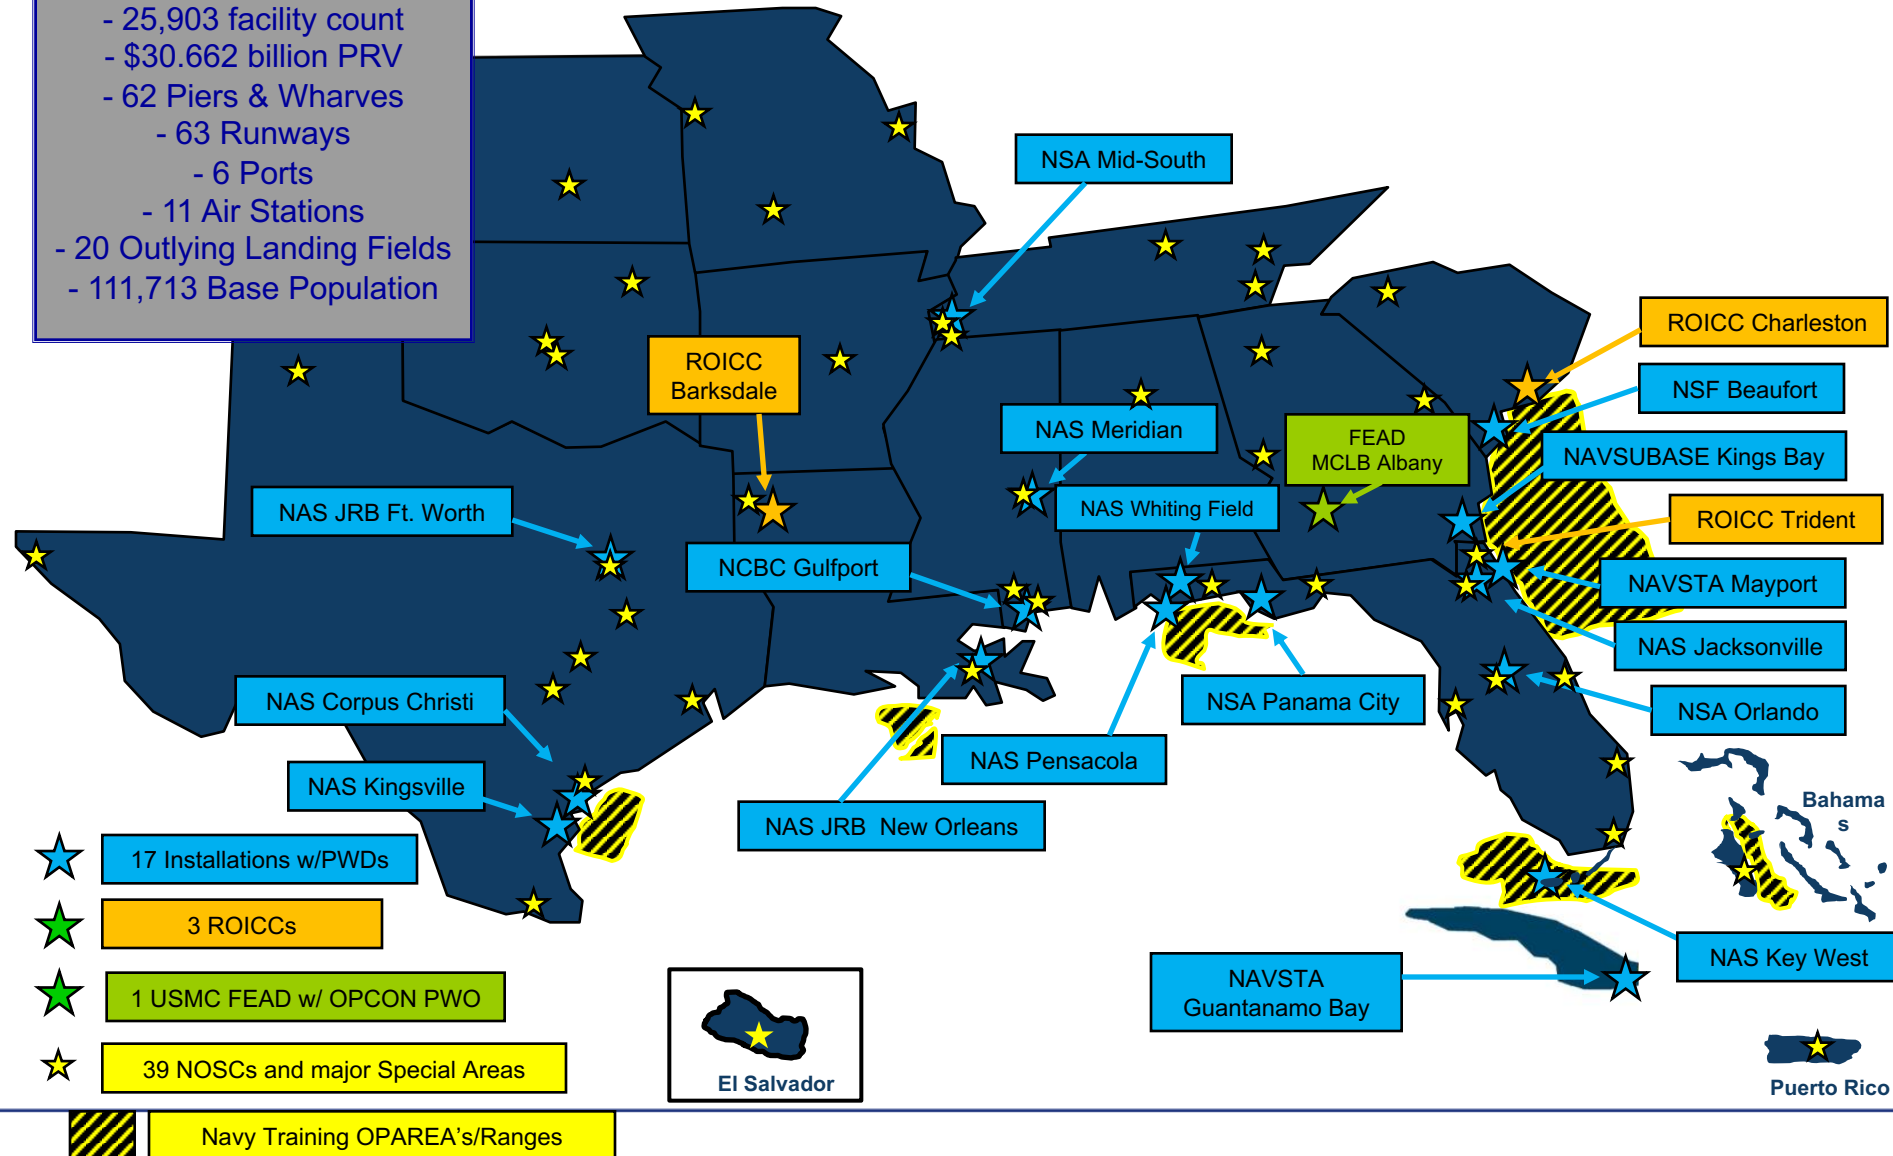 - 25,903 facility count
- $30.662 billion PRV
- 62 Piers & Wharves
- 63 Runways
- 6 Ports
- 11 Air Stations
- 20 Outlying Landing Fields
- 111,713 Base Population
NSA Mid-South
ROICC Charleston
ROICC
Barksdale
NSF Beaufort
NAS Meridian
FEAD
MCLB Albany
NAVSUBASE Kings Bay
NAS JRB Ft. Worth
NAS Whiting Field
ROICC Trident
NCBC Gulfport
NAVSTA Mayport
NAS Jacksonville
NAS Corpus Christi
NSA Panama City
NSA Orlando
NAS Pensacola
NAS Kingsville
Bahama
s
NAS JRB  New Orleans
17 Installations w/PWDs
3 ROICCs
NAS Key West
NAVSTA
Guantanamo Bay
1 USMC FEAD w/ OPCON PWO
39 NOSCs and major Special Areas
El Salvador
Puerto Rico
Navy Training OPAREA's/Ranges